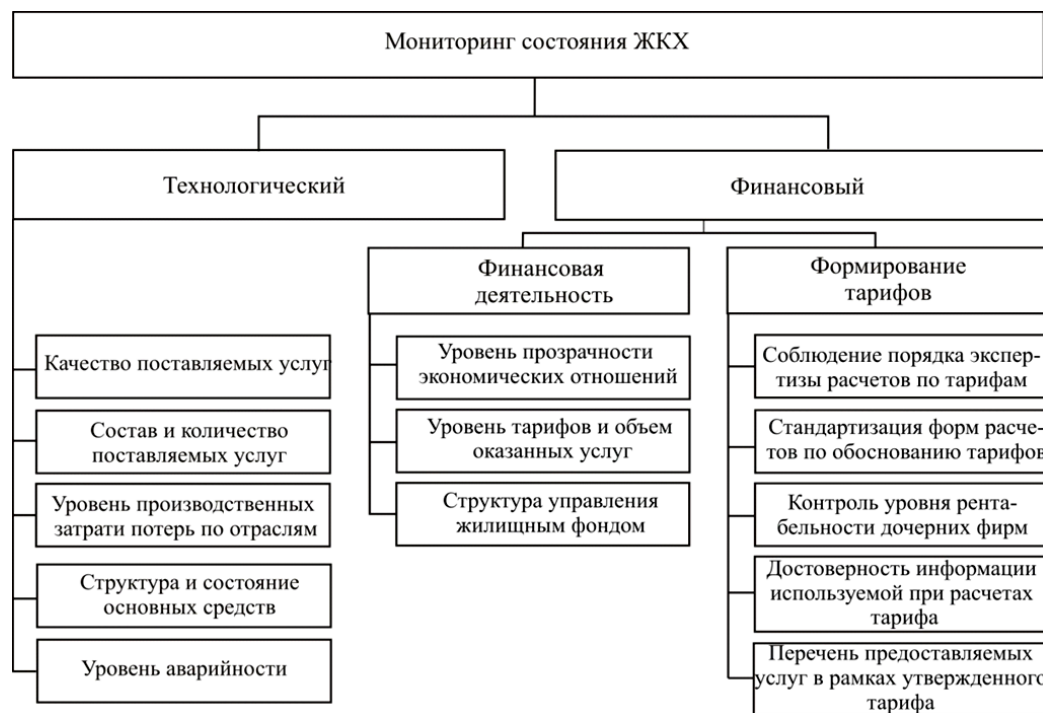 Мониторинг состояния ЖКХ
Технологический
Финансовый
Финансовая
деятельность
Формирование
тарифов
Качество поставляемых услуг
Состав и количество
поставляемых услуг
Уровень производственных
затрати потерь по отраслям
Структура и состояние
основных средств
Уровень аварийности
Уровень прозрачности
экономических отношений
Уровень тарифов и объем
оказанных услуг
Структура управления
жилищным фондом
Соблюдение порядка экспер-
тизы расчетов по тарифам
Стандартизация форм расче-
тов по обоснованию тарифов
Контроль уровня рента-
бельности дочерних фирм
Достоверность информации
используемой при расчетах
тарифа
Перечень предоставляемых
услуг в рамках утвержденного
тарифа